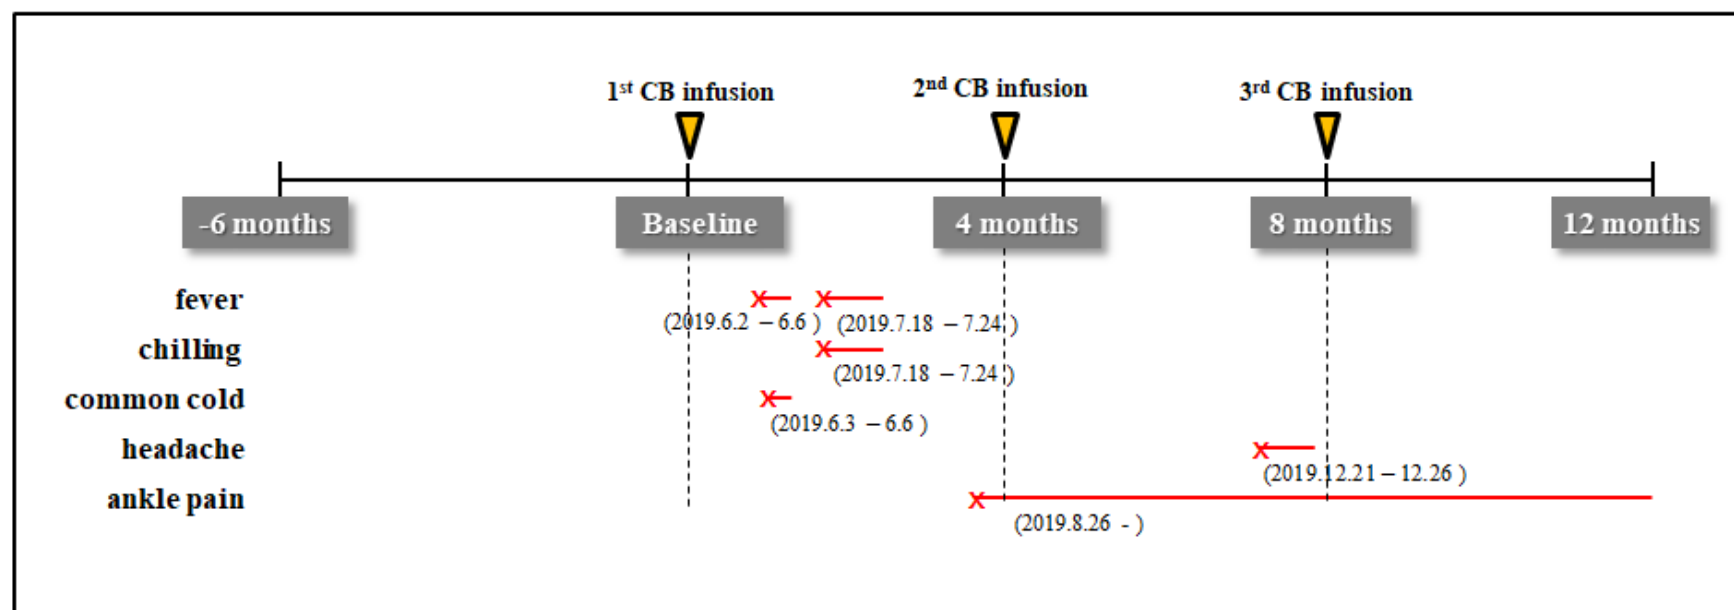 1st CB infusion
2nd CB infusion
3rd CB infusion
-6 months
Baseline
4 months
8 months
12 months
fever
(2019.6.2 – 6.6 )
(2019.7.18 – 7.24 )
chilling
(2019.7.18 – 7.24 )
common cold
(2019.6.3 – 6.6 )
headache
(2019.12.21 – 12.26 )
ankle pain
(2019.8.26 - )